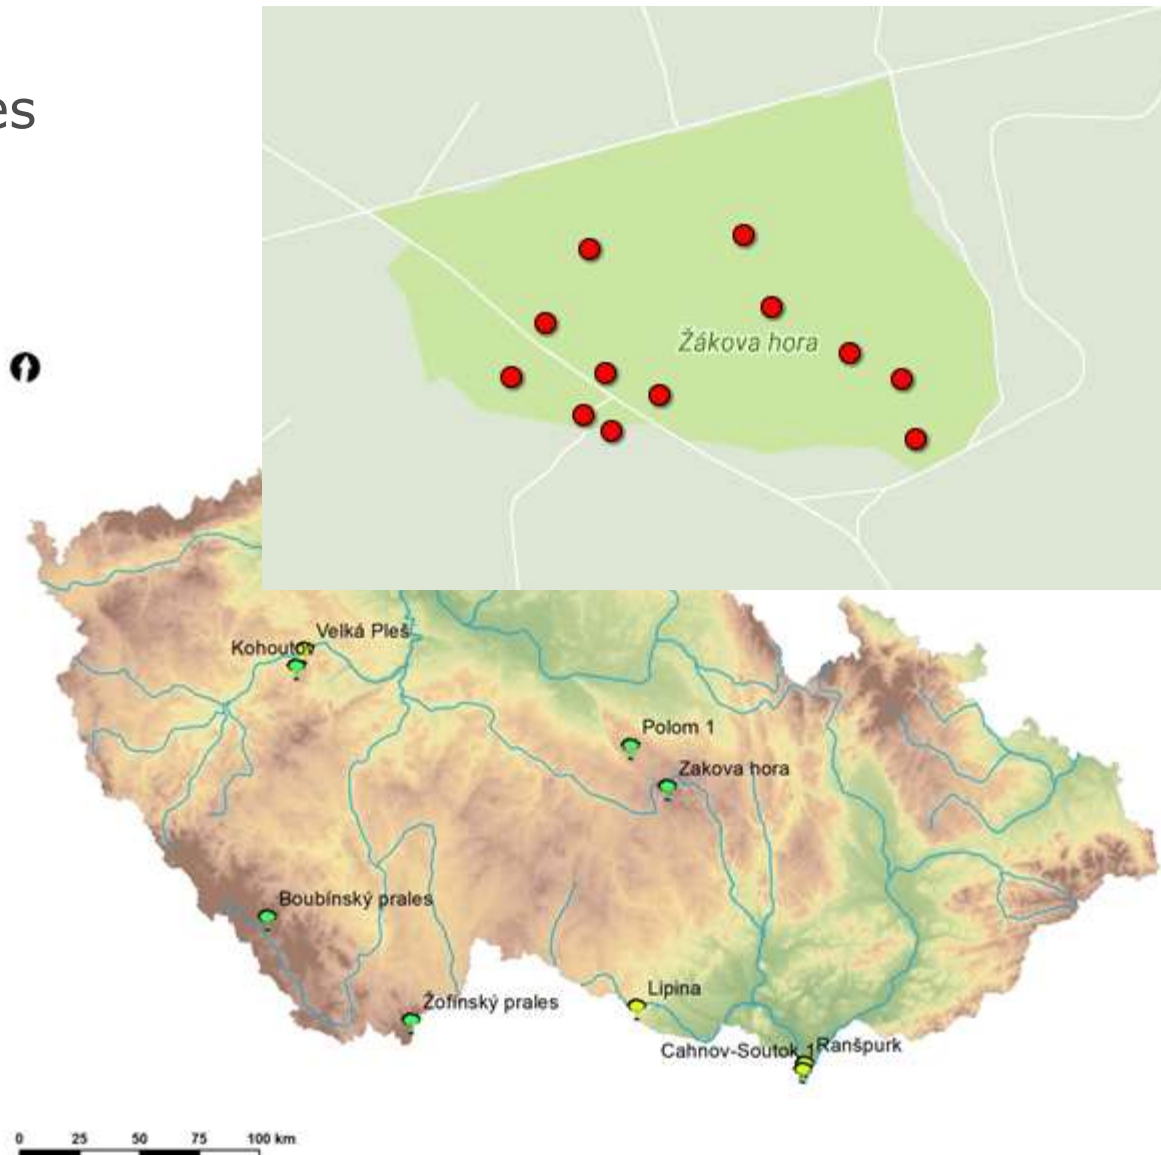 es
Žákova hora
Velká Pleš
Kohoutov
Polom 1
Zakova hora
Boubínský prales
Lipina
Žofínský prales
Cahnov-Soutok 1
Ranšpurk
0 25 50 75 100 km